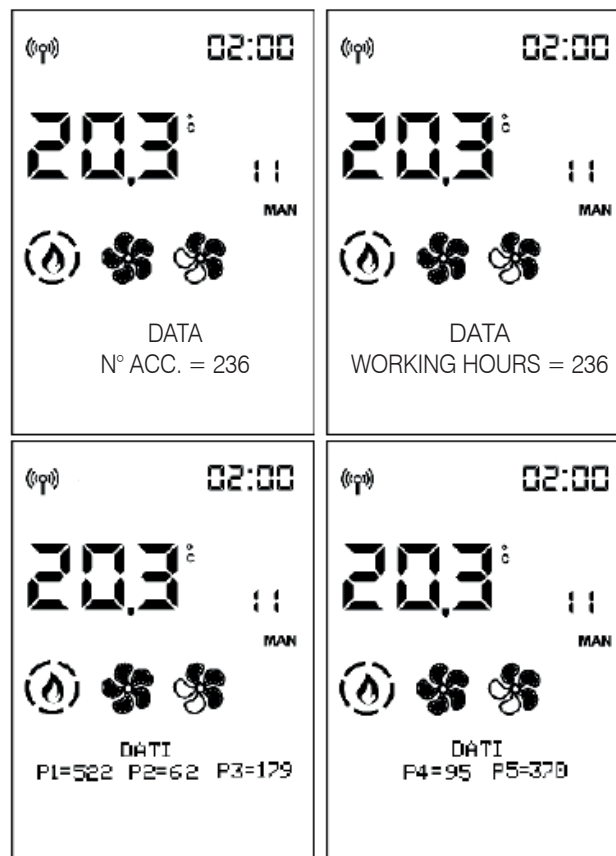 02:00
20,3 °C
11
MAN
DATA
N° ACC. = 236
02:00
20,3 °C
11
MAN
DATA
WORKING HOURS = 236
02:00
20,3 °C
11
MAN
DATI
P1=522 P2=62 P3=179
02:00
20,3 °C
11
MAN
DATI
P4=95 P5=370